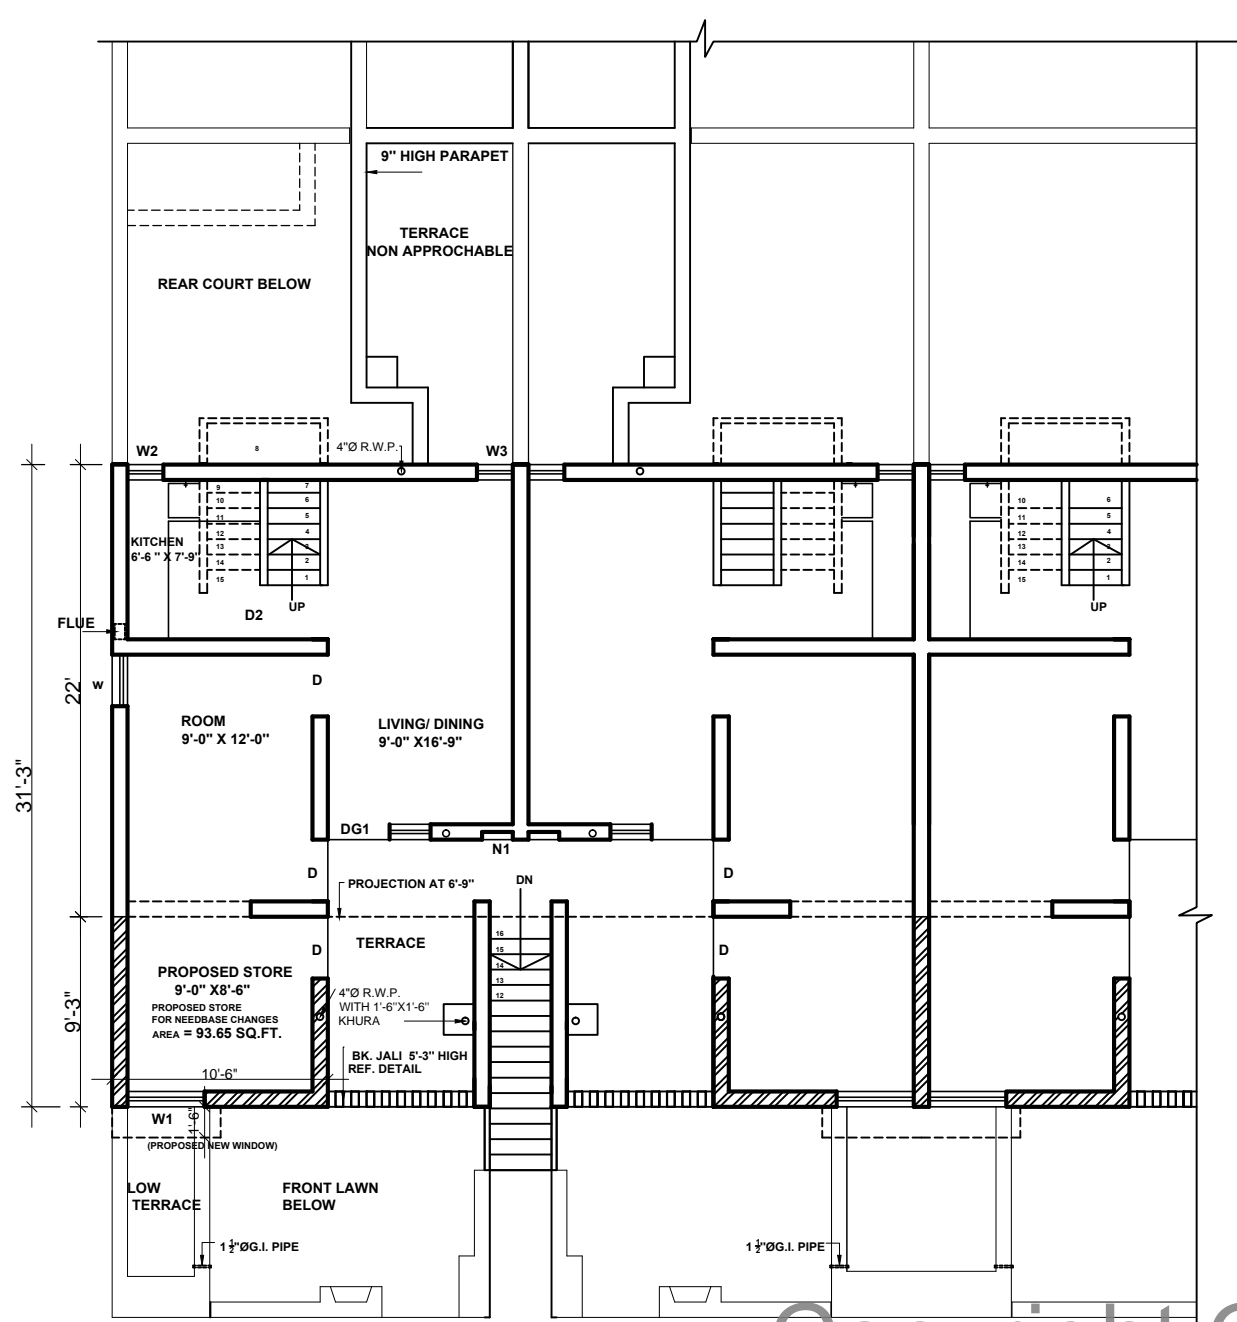 9" HIGH PARAPET
TERRACE
NON APPROCHABLE
REAR COURT BELOW
W2
8
4"Ø R.W.P.
W3
9
10
11
12
13
14
15
7
6
5
4
3
2
1
UP
KITCHEN
6'-6 " X 7'-9"
D2
FLUE
10
11
12
13
14
15
6
5
4
3
2
1
UP
W
D
22'
ROOM
9'-0" X 12'-0"
LIVING/ DINING
9'-0" X16'-9"
31'-3"
DG1
N1
D
PROJECTION AT 6'-9"
DN
D
D
TERRACE
16
15
14
13
12
D
PROPOSED STORE
9'-0" X8'-6"
PROPOSED STORE
FOR NEEDBASE CHANGES
AREA = 93.65 SQ.FT.
9'-3"
4"Ø R.W.P.
WITH 1'-6"X1'-6"
KHURA
BK. JALI 5'-3" HIGH
REF. DETAIL
10'-6"
W1
1'-6"
(PROPOSED NEW WINDOW)
LOW
TERRACE
FRONT LAWN
BELOW
1 1/2"ØG.I. PIPE
1 1/2"ØG.I. PIPE